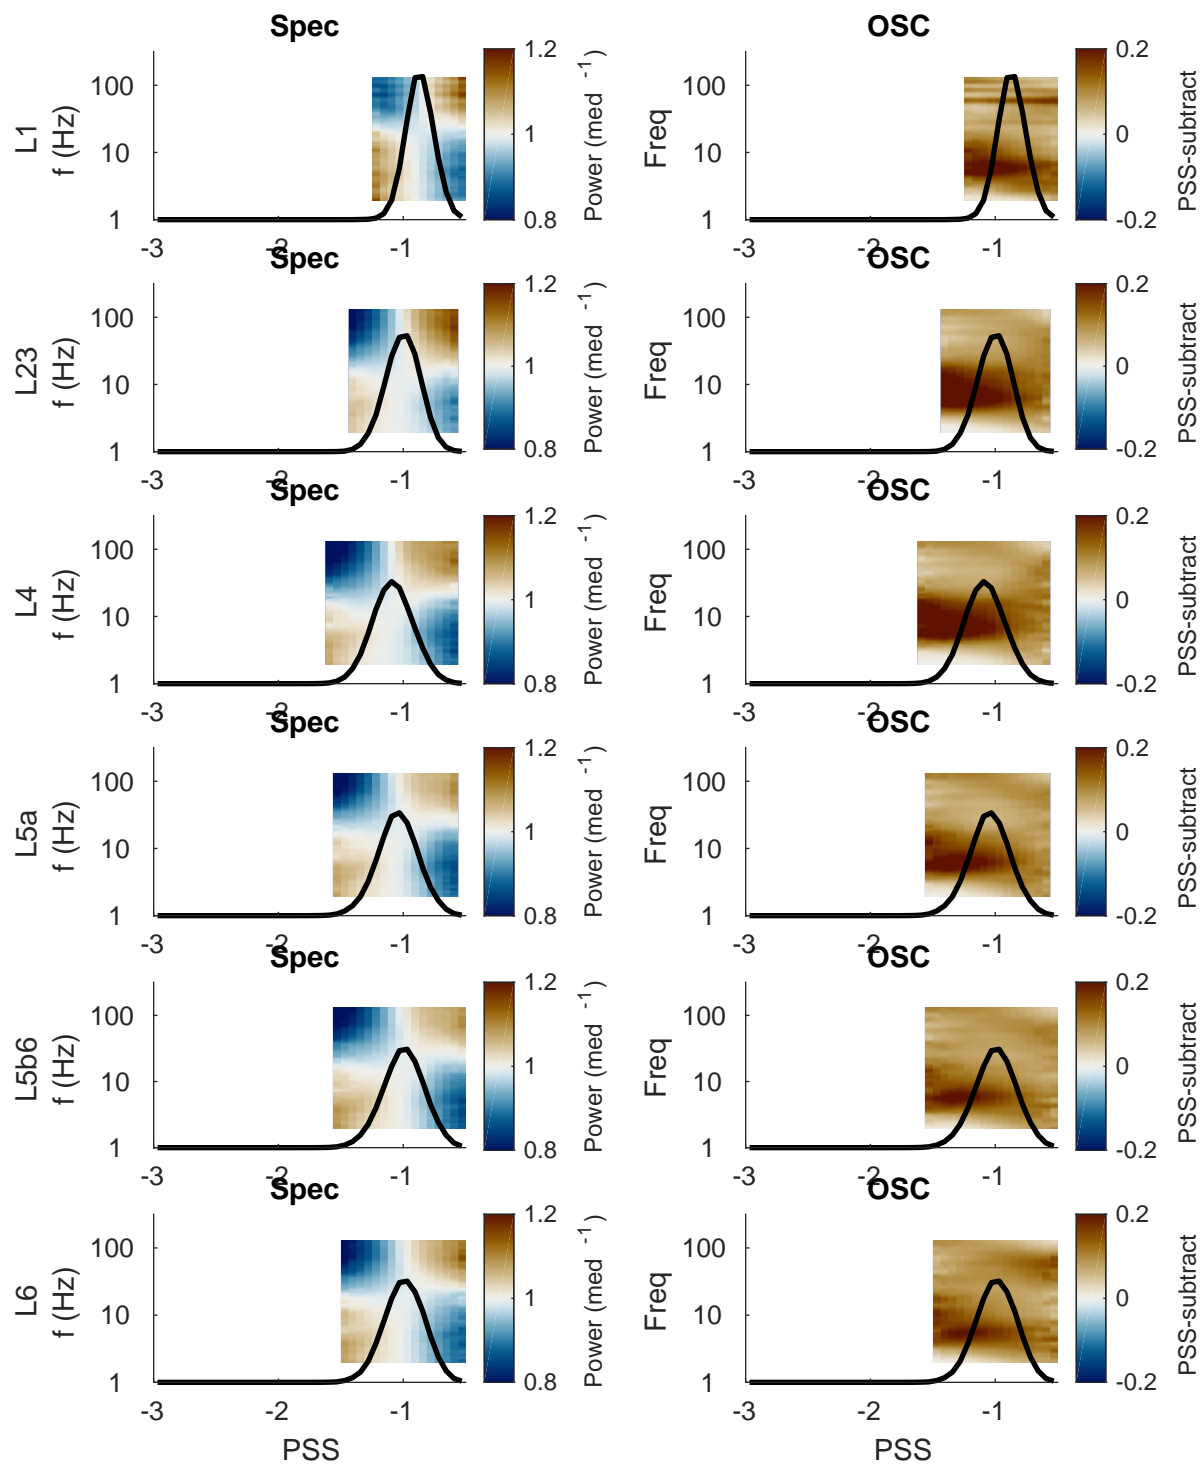 Spec
OSC
L1
f (Hz)
100
10
1
-3
-2
-1
1.2
1
0.8
Power (med -1)
Freq
100
10
1
-3
-2
-1
0.2
0
-0.2
PSS-subtract
Spec
OSC
L23
f (Hz)
100
10
1
-3
-2
-1
1.2
1
0.8
Power (med -1)
Freq
100
10
1
-3
-2
-1
0.2
0
-0.2
PSS-subtract
Spec
OSC
L4
f (Hz)
100
10
1
-3
-2
-1
1.2
1
0.8
Power (med -1)
Freq
100
10
1
-3
-2
-1
0.2
0
-0.2
PSS-subtract
Spec
OSC
L5a
f (Hz)
100
10
1
-3
-2
-1
1.2
1
0.8
Power (med -1)
Freq
100
10
1
-3
-2
-1
0.2
0
-0.2
PSS-subtract
Spec
OSC
L5b6
f (Hz)
100
10
1
-3
-2
-1
1.2
1
0.8
Power (med -1)
Freq
100
10
1
-3
-2
-1
0.2
0
-0.2
PSS-subtract
Spec
OSC
L6
f (Hz)
100
10
1
-3
-2
-1
PSS
1.2
1
0.8
Power (med -1)
Freq
100
10
1
-3
-2
-1
PSS
0.2
0
-0.2
PSS-subtract